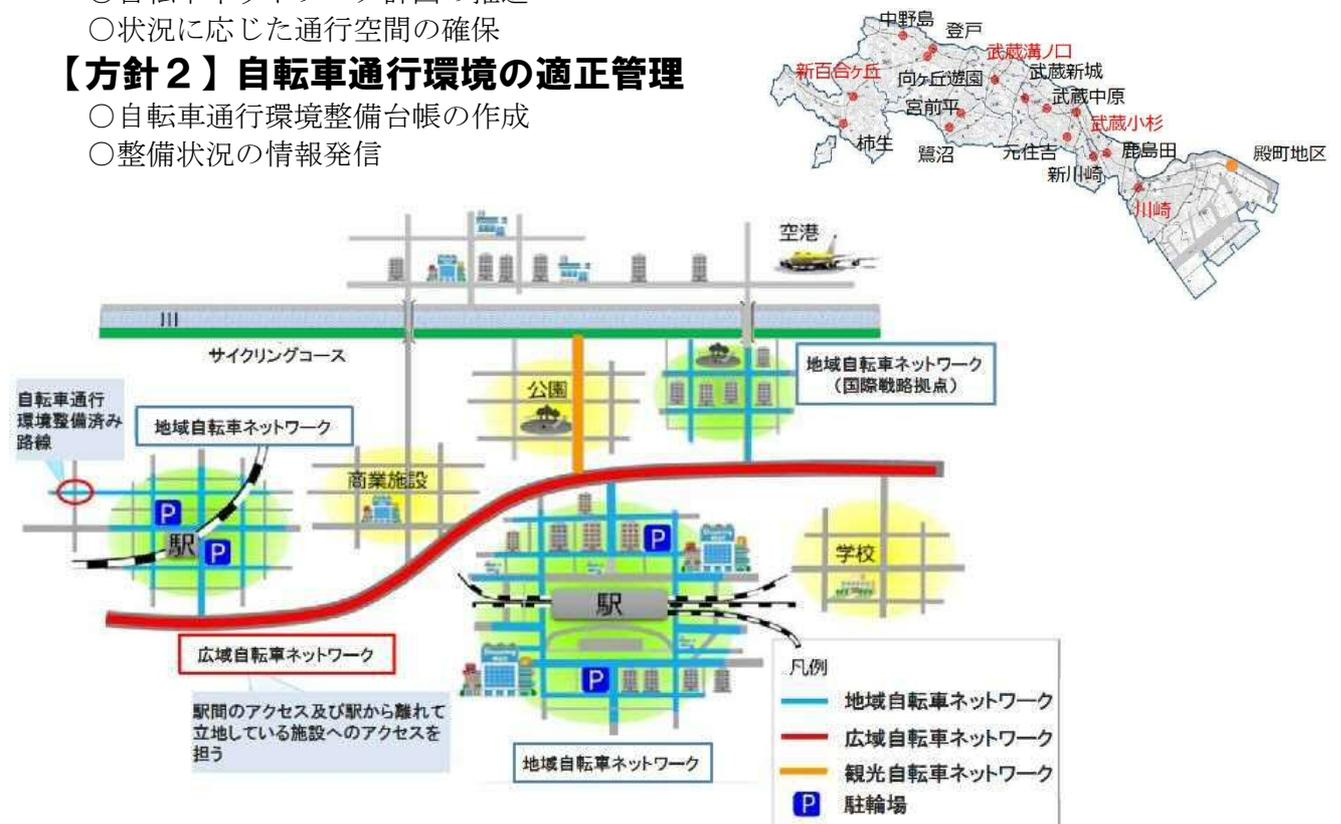 ○状況に応じた通行空間の確保
【方針２】自転車通行環境の適正管理
○自転車通行環境整備台帳の作成
○整備状況の情報発信
中野島
登戸
武蔵溝ノ口
新百合ヶ丘
向ヶ丘遊園
武蔵新城
宮前平
武蔵中原
武蔵小杉
柿生
鷺沼
元住吉
鹿島田
新川崎
殿町地区
川崎
空港
サイクリングコース
地域自転車ネットワーク
（国際戦略拠点）
自転車通行
環境整備済み
路線
地域自転車ネットワーク
公園
商業施設
P
駅
P
P
学校
駅
広域自転車ネットワーク
P
駅間のアクセス及び駅から離れて
立地している施設へのアクセスを
担う
地域自転車ネットワーク
凡例
地域自転車ネットワーク
広域自転車ネットワーク
観光自転車ネットワーク
P 駐輪場